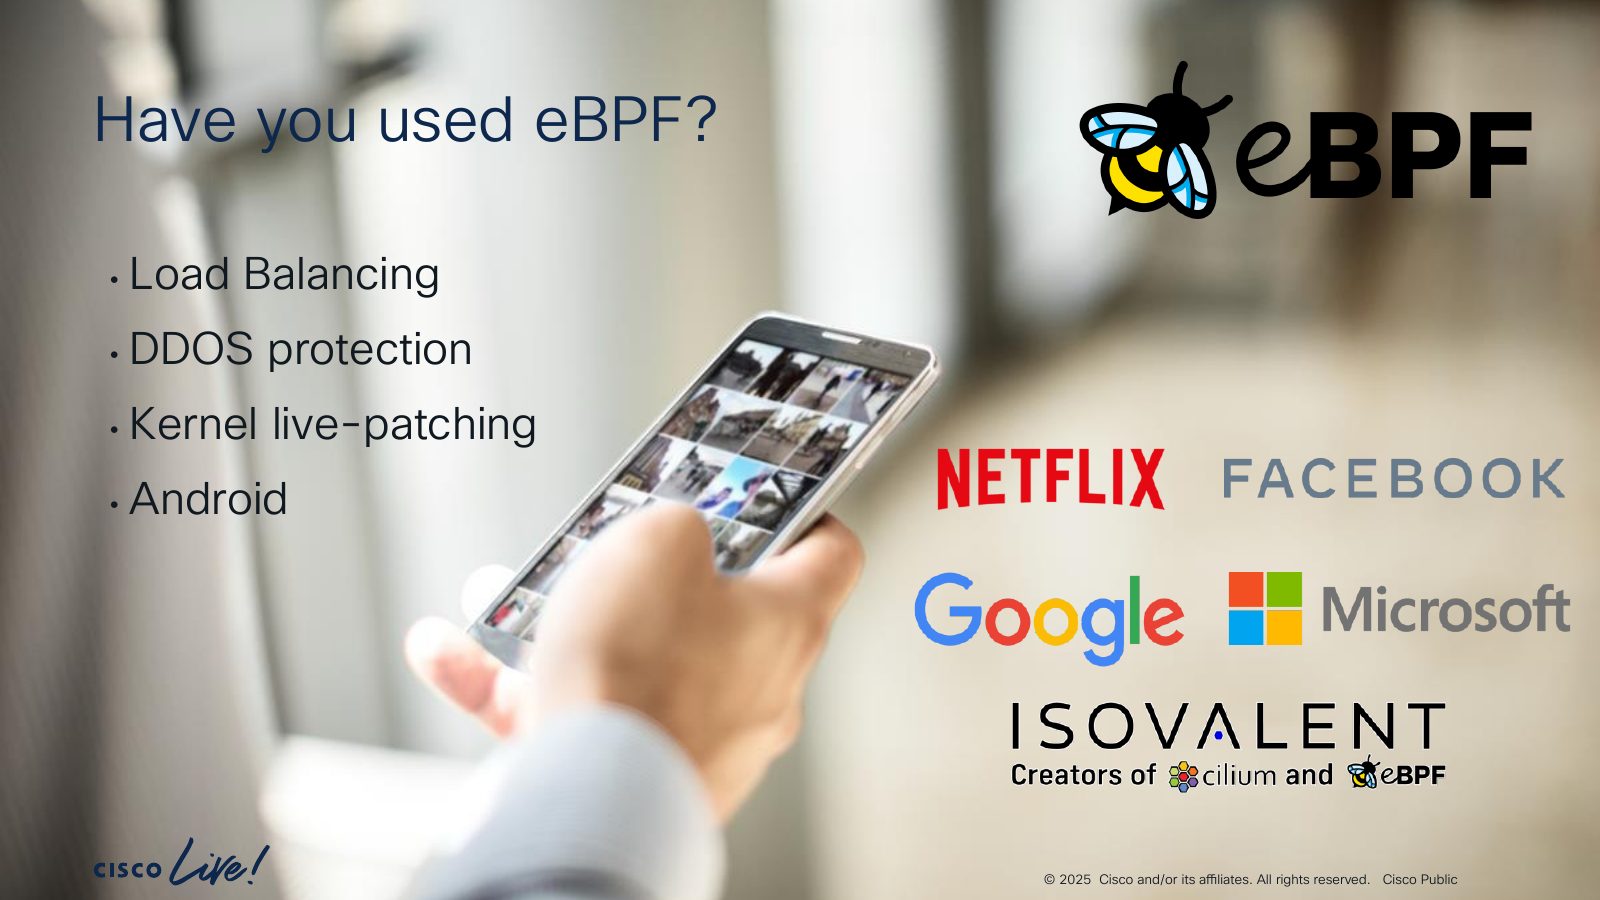 Have you used eBPF?
eBPF
• Load Balancing
• DDOS protection
• Kernel live-patching
• Android
NETFLIX
FACEBOOK
Google
Microsoft
ISOVALENT
Creators of cilium and eBPF
CISCO Live!
© 2025 Cisco and/or its affiliates. All rights reserved. Cisco Public